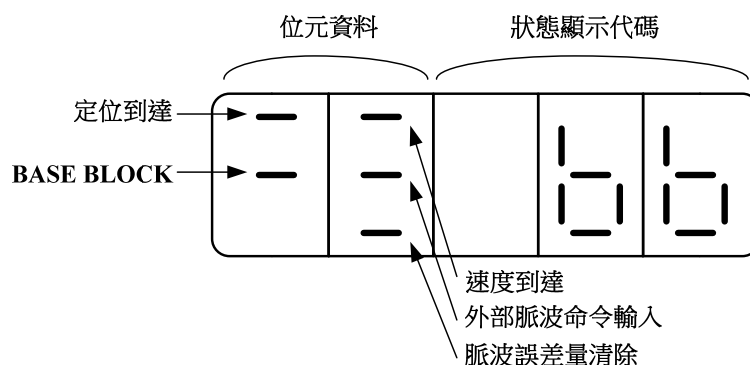 位元資料
狀態顯示代碼
定位到達
BASE BLOCK
bb
速度到達
外部脈波命令輸入
脈波誤差量清除